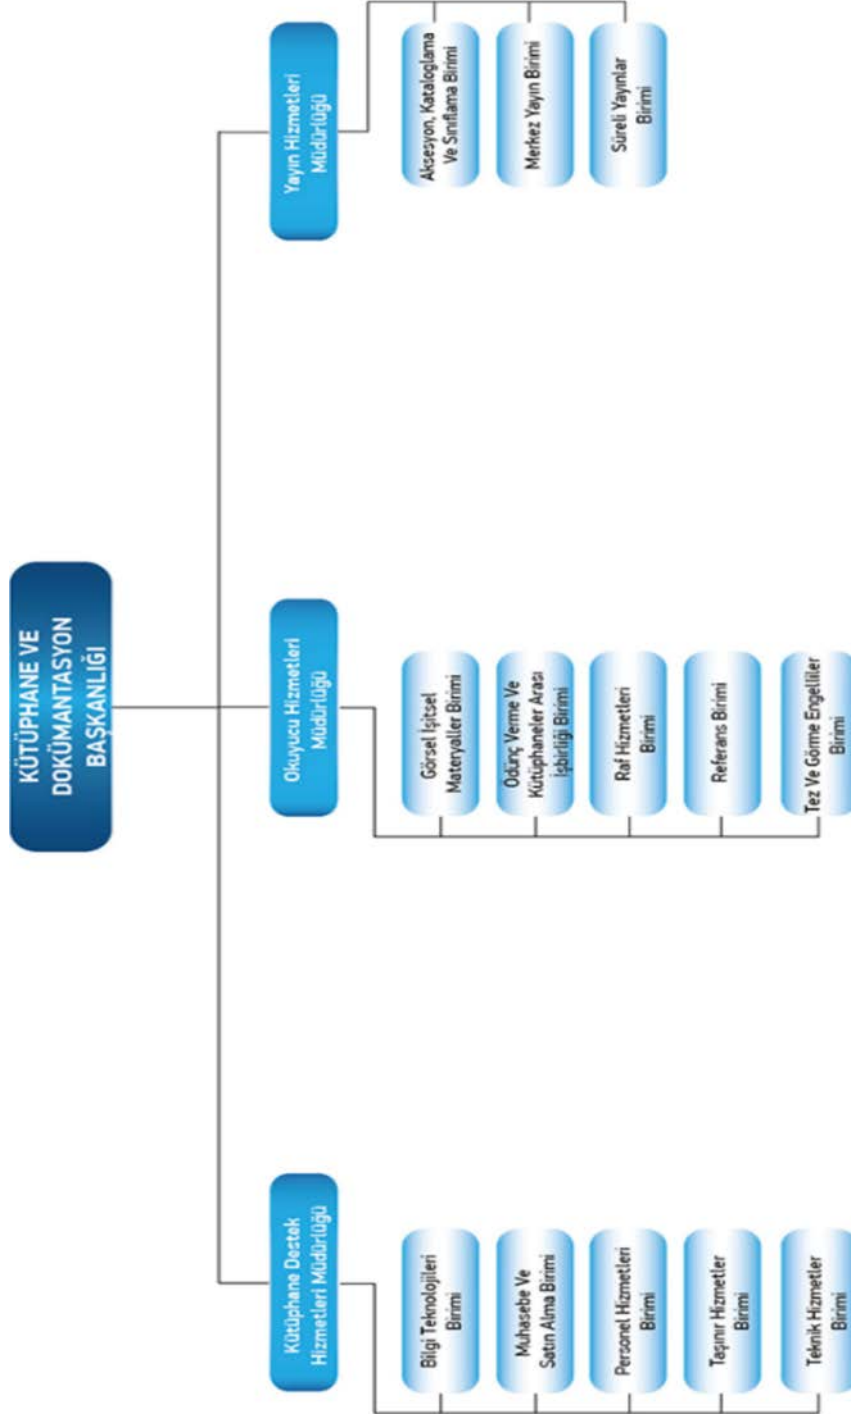 KÜTÜPHANE VE
DOKÜMANTASYON
BAŞKANLIĞI
Kütüphane Destek
Hizmetleri Müdürlüğü
Bilgi Teknolojileri
Birimi
Muhasebe Ve
Satın Alma Birimi
Personel Hizmetleri
Birimi
Taşınır Hizmetler
Birimi
Teknik Hizmetler
Birimi
Okuyucu Hizmetleri
Müdürlüğü
Görsel İşitsel
Materyaller Birimi
Ödünç Verme Ve
Kütüphaneler Arası
İşbirliği Birimi
Raf Hizmetleri
Birimi
Referans Birimi
Tez Ve Görme Engelliler
Birimi
Yayın Hizmetleri
Müdürlüğü
Aksesyon, Kataloglama
Ve Sınıflama Birimi
Merkez Yayın Birimi
Süreli Yayınlar
Birimi